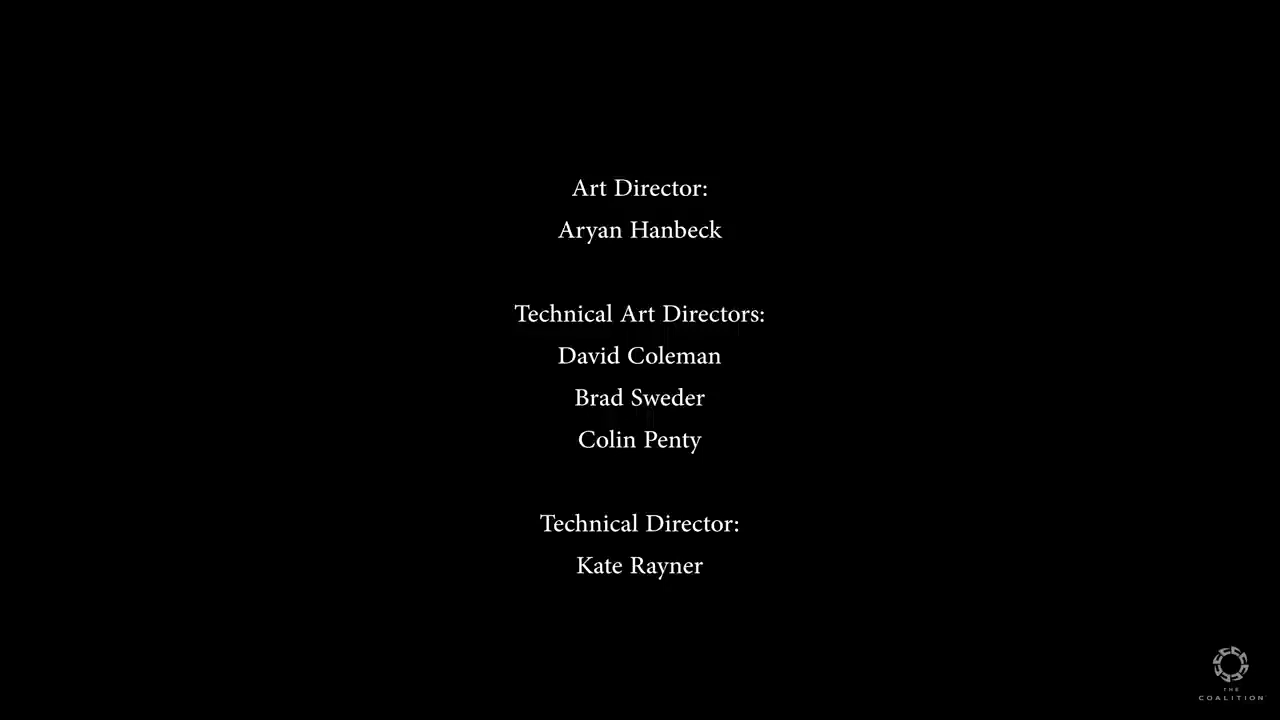 Art Director:
Aryan Hanbeck
Technical Art Directors:
David Coleman
Brad Sweder
Colin Penty
Technical Director:
Kate Rayner
THE
COALITION